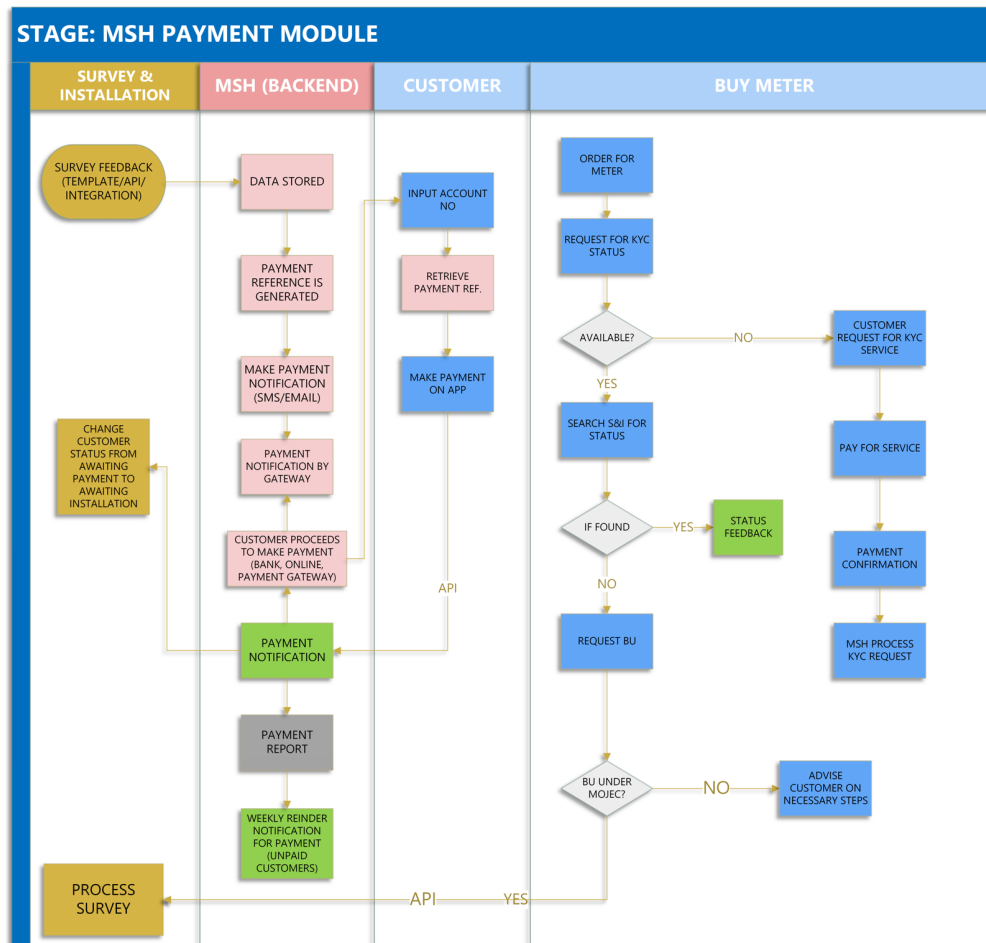 STAGE: MSH PAYMENT MODULE
SURVEY &
INSTALLATION
MSH (BACKEND)
CUSTOMER
BUY METER
SURVEY FEEDBACK
(TEMPLATE/API/
INTEGRATION)
CHANGE
CUSTOMER
STATUS FROM
AWAITING
PAYMENT TO
AWAITING
INSTALLATION
PROCESS
SURVEY
DATA STORED
PAYMENT
REFERENCE IS
GENERATED
MAKE PAYMENT
NOTIFICATION
(SMS/EMAIL)
PAYMENT
NOTIFICATION BY
GATEWAY
CUSTOMER PROCEEDS
TO MAKE PAYMENT
(BANK, ONLINE,
PAYMENT GATEWAY)
PAYMENT
NOTIFICATION
PAYMENT
REPORT
WEEKLY REINDER
NOTIFICATION
FOR PAYMENT
(UNPAID
CUSTOMERS)
INPUT ACCOUNT
NO
RETRIEVE
PAYMENT REF.
MAKE PAYMENT
ON APP
API
ORDER FOR
METER
REQUEST FOR KYC
STATUS
AVAILABLE?
NO
YES
SEARCH S&I FOR
STATUS
IF FOUND
YES
STATUS
FEEDBACK
NO
REQUEST BU
BU UNDER
MOJEC?
NO
ADVISE
CUSTOMER ON
NECESSARY STEPS
YES
API
CUSTOMER
REQUEST FOR KYC
SERVICE
PAY FOR SERVICE
PAYMENT
CONFIRMATION
MSH PROCESS
KYC REQUEST